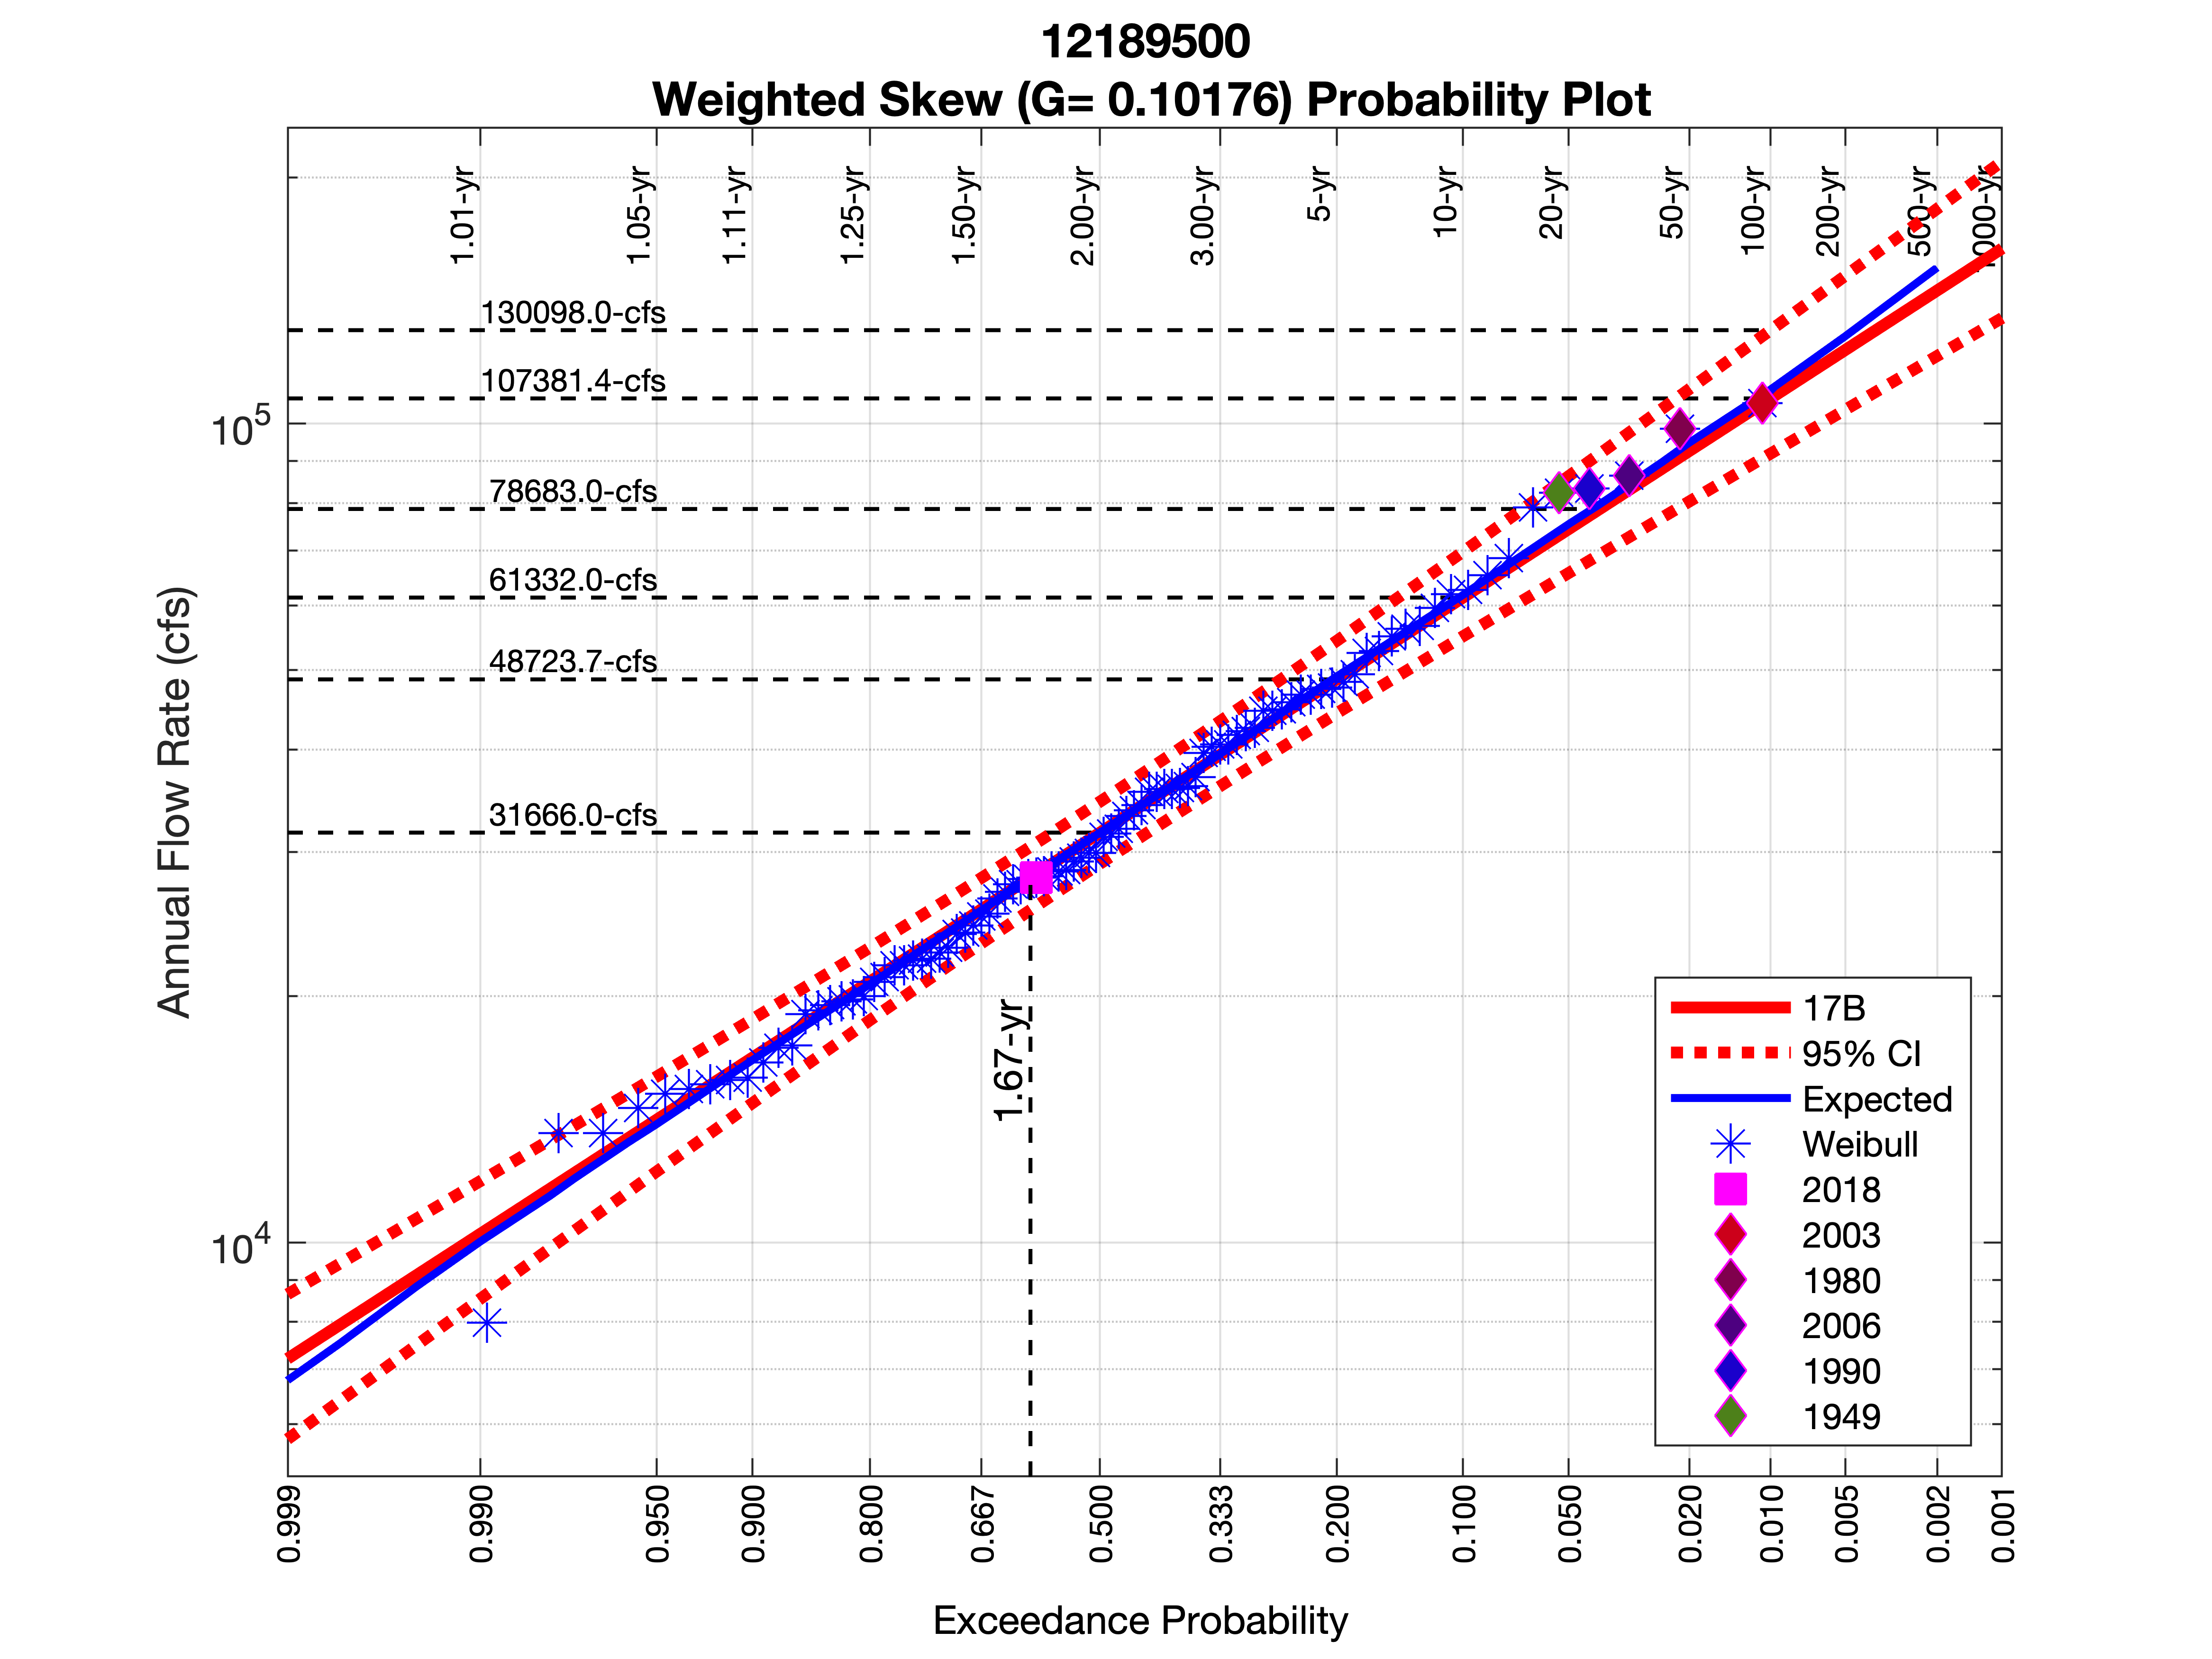 12189500
Weighted Skew (G= 0.10176) Probability Plot
1.01-yr
1.05-yr
1.11-yr
1.25-yr
1.50-yr
2.00-yr
3.00-yr
5-yr
10-yr
20-yr
50-yr
100-yr
200-yr
500-yr
1000-yr
130098.0-cfs
107381.4-cfs
78683.0-cfs
61332.0-cfs
48723.7-cfs
31666.0-cfs
10^5
10^4
Annual Flow Rate (cfs)
1.67-yr
17B
95% CI
Expected
Weibull
2018
2003
1980
2006
1990
1949
0.999
0.990
0.950
0.900
0.800
0.667
0.500
0.333
0.200
0.100
0.050
0.020
0.010
0.005
0.002
0.001
Exceedance Probability